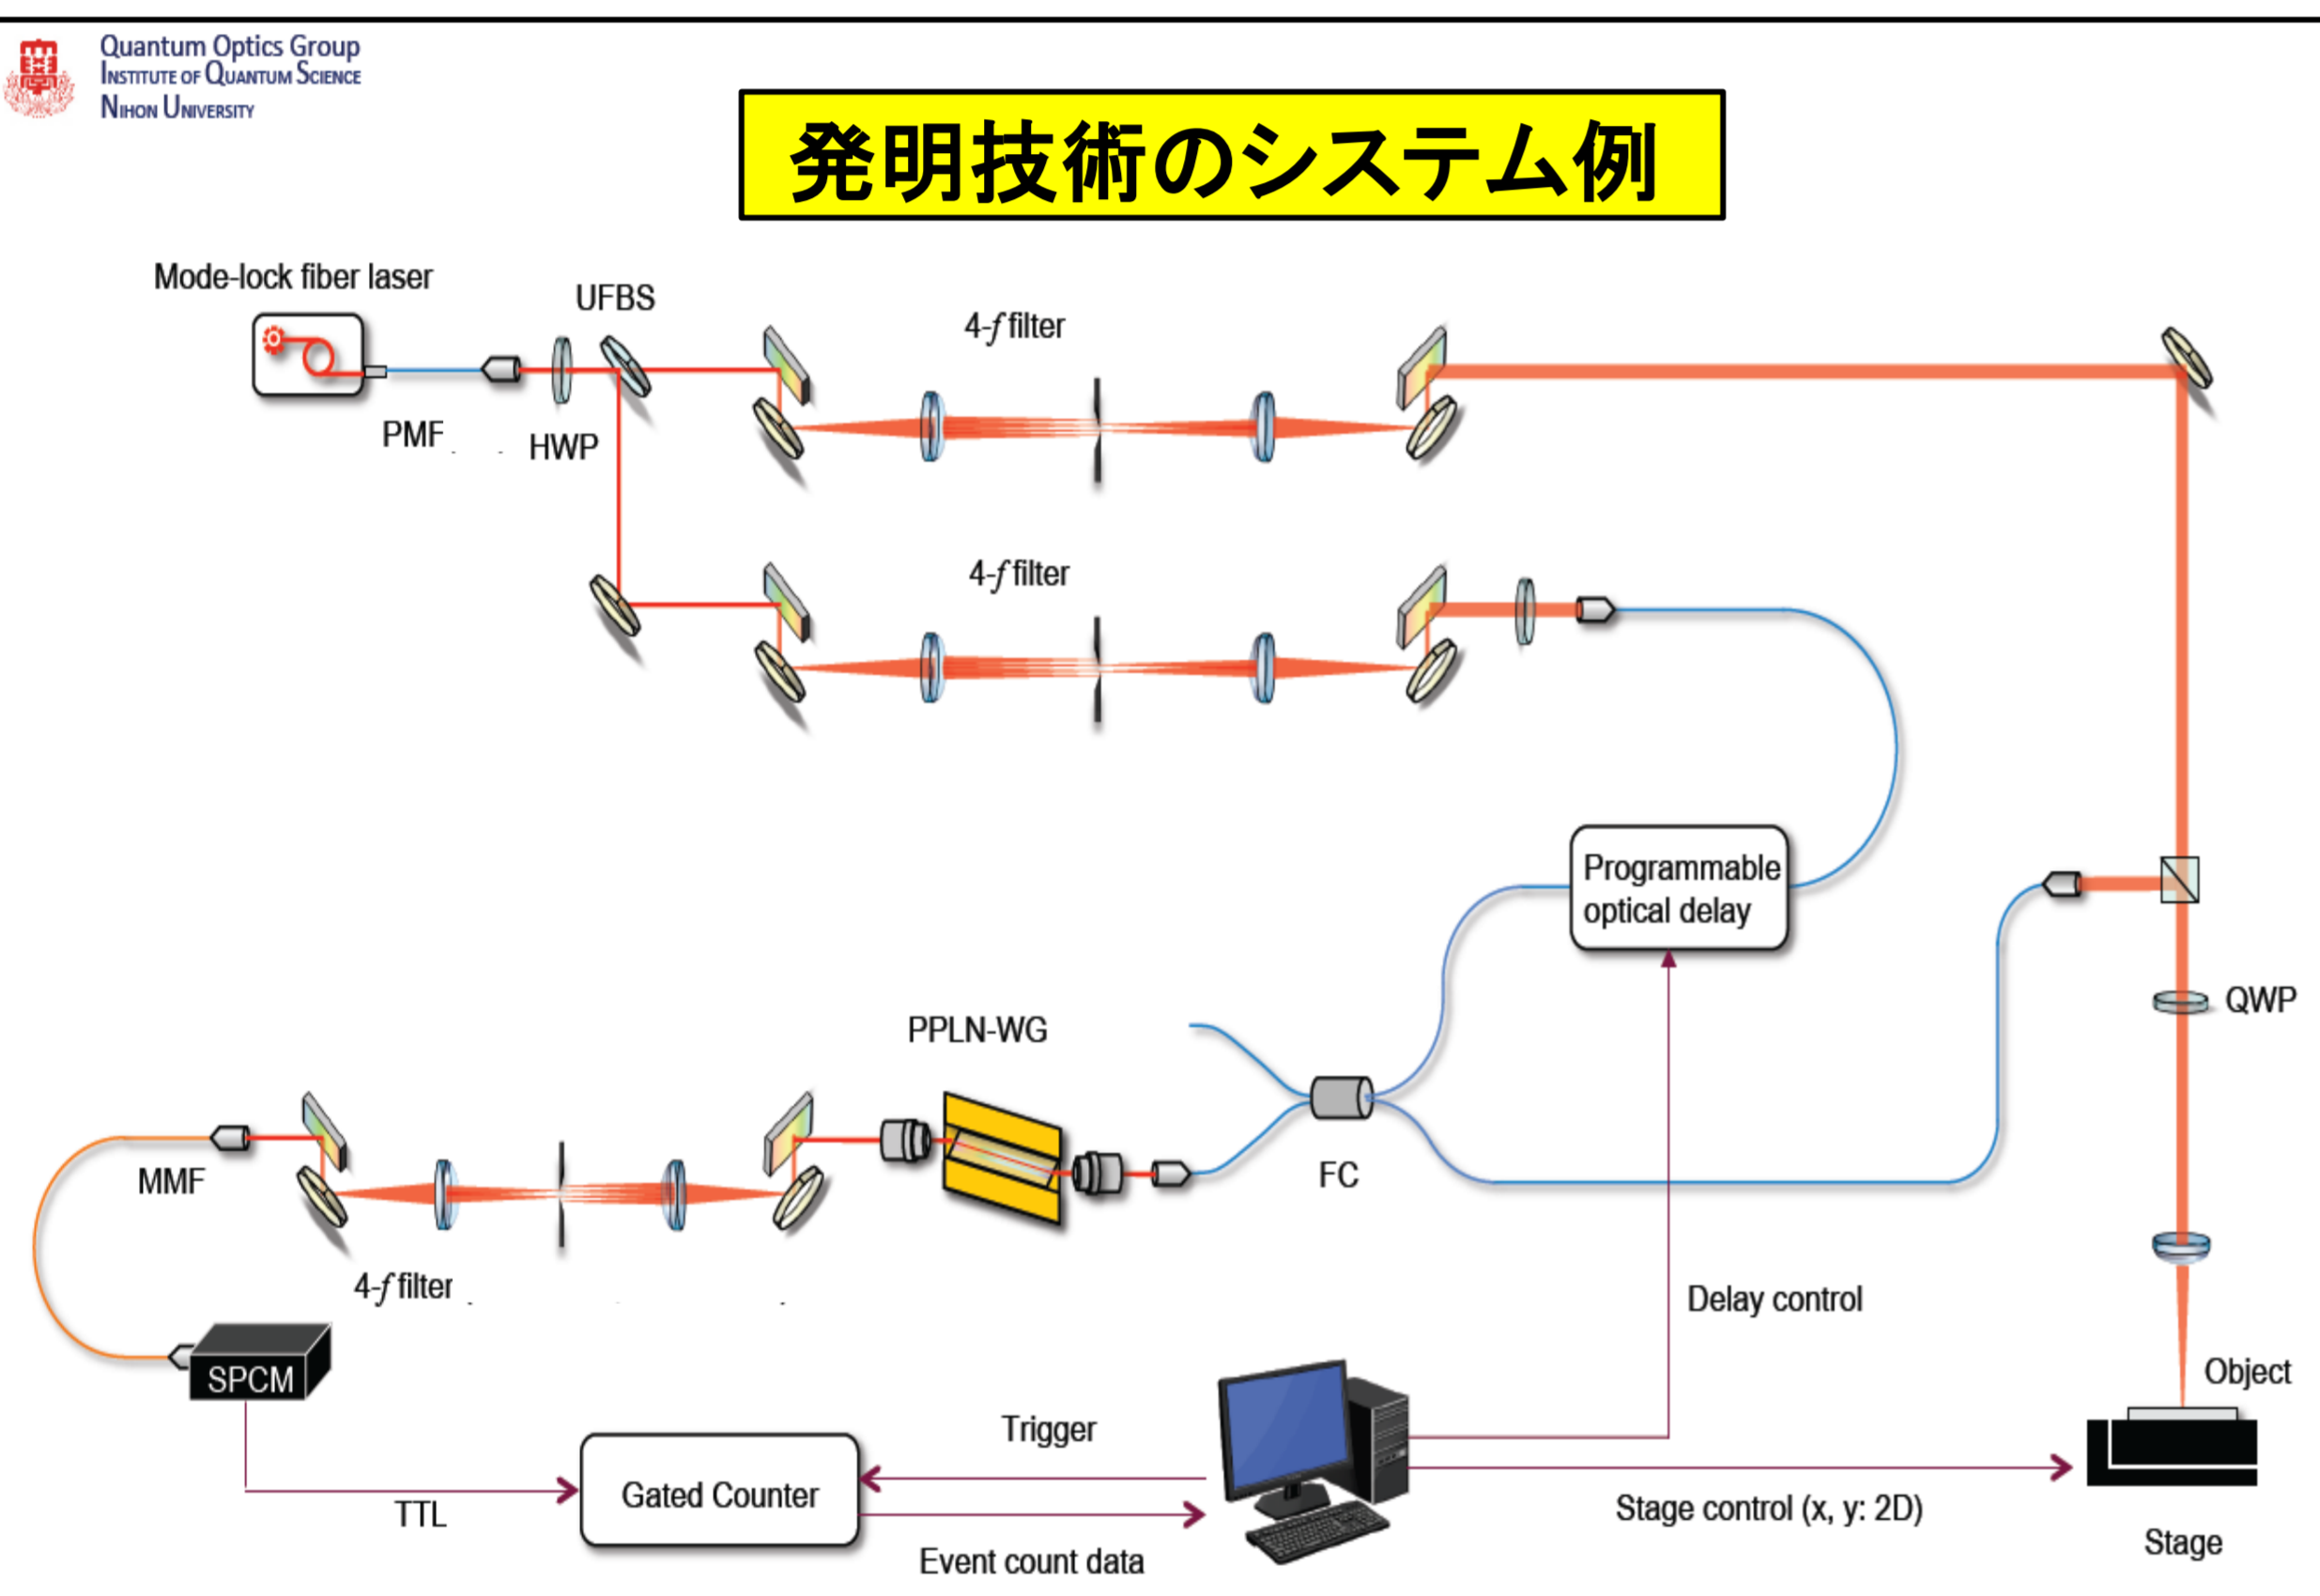 Quantum Optics Group
INSTITUTE OF QUANTUM SCIENCE
NIHON UNIVERSITY
発明技術のシステム例
Mode-lock fiber laser
UFBS
4-f filter
PMF
HWP
4-f filter
Programmable
optical delay
QWP
PPLN-WG
FC
MMF
4-f filter
Delay control
SPCM
Object
Trigger
Gated Counter
TTL
Stage control (x, y: 2D)
Event count data
Stage